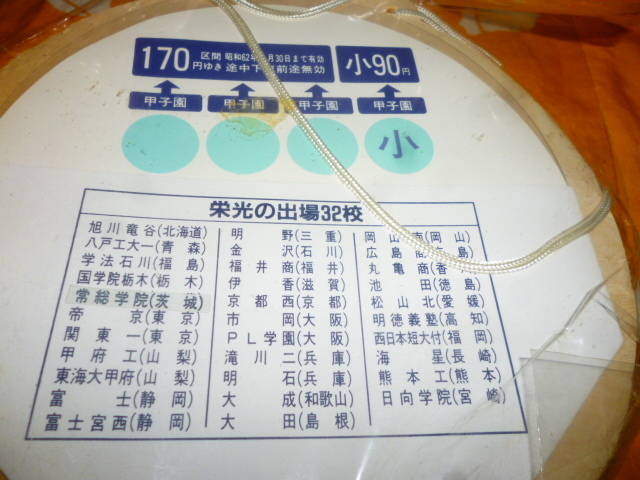 170 区間 昭和62年 月30日まで有効
円ゆき 途中下 前途無効
小90円
甲子園 甲子園 甲子園 甲子園
小
栄光の出場32校
旭川竜谷(北海道) 明野(三重) 岡山 南(岡山)
八戸工大一(青森) 金沢(石川) 広島商(広島)
学法石川(福島) 福井商(福井) 丸亀商(香
国学院栃木(栃木) 伊香(滋賀) 池田(徳島)
常総学院(茨城) 京都西(京都) 松山北(愛媛)
帝京(東京) 市岡(大阪) 明徳義塾(高知)
関東一(東京) PL学園(大阪) 西日本短大付(福岡)
甲府工(山梨) 滝川二(兵庫) 海星(長崎)
東海大甲府(山梨) 明石(兵庫) 熊本工(熊本)
富士(静岡) 大成(和歌山) 日向学院(宮崎)
富士宮西(静岡) 大田(島根)